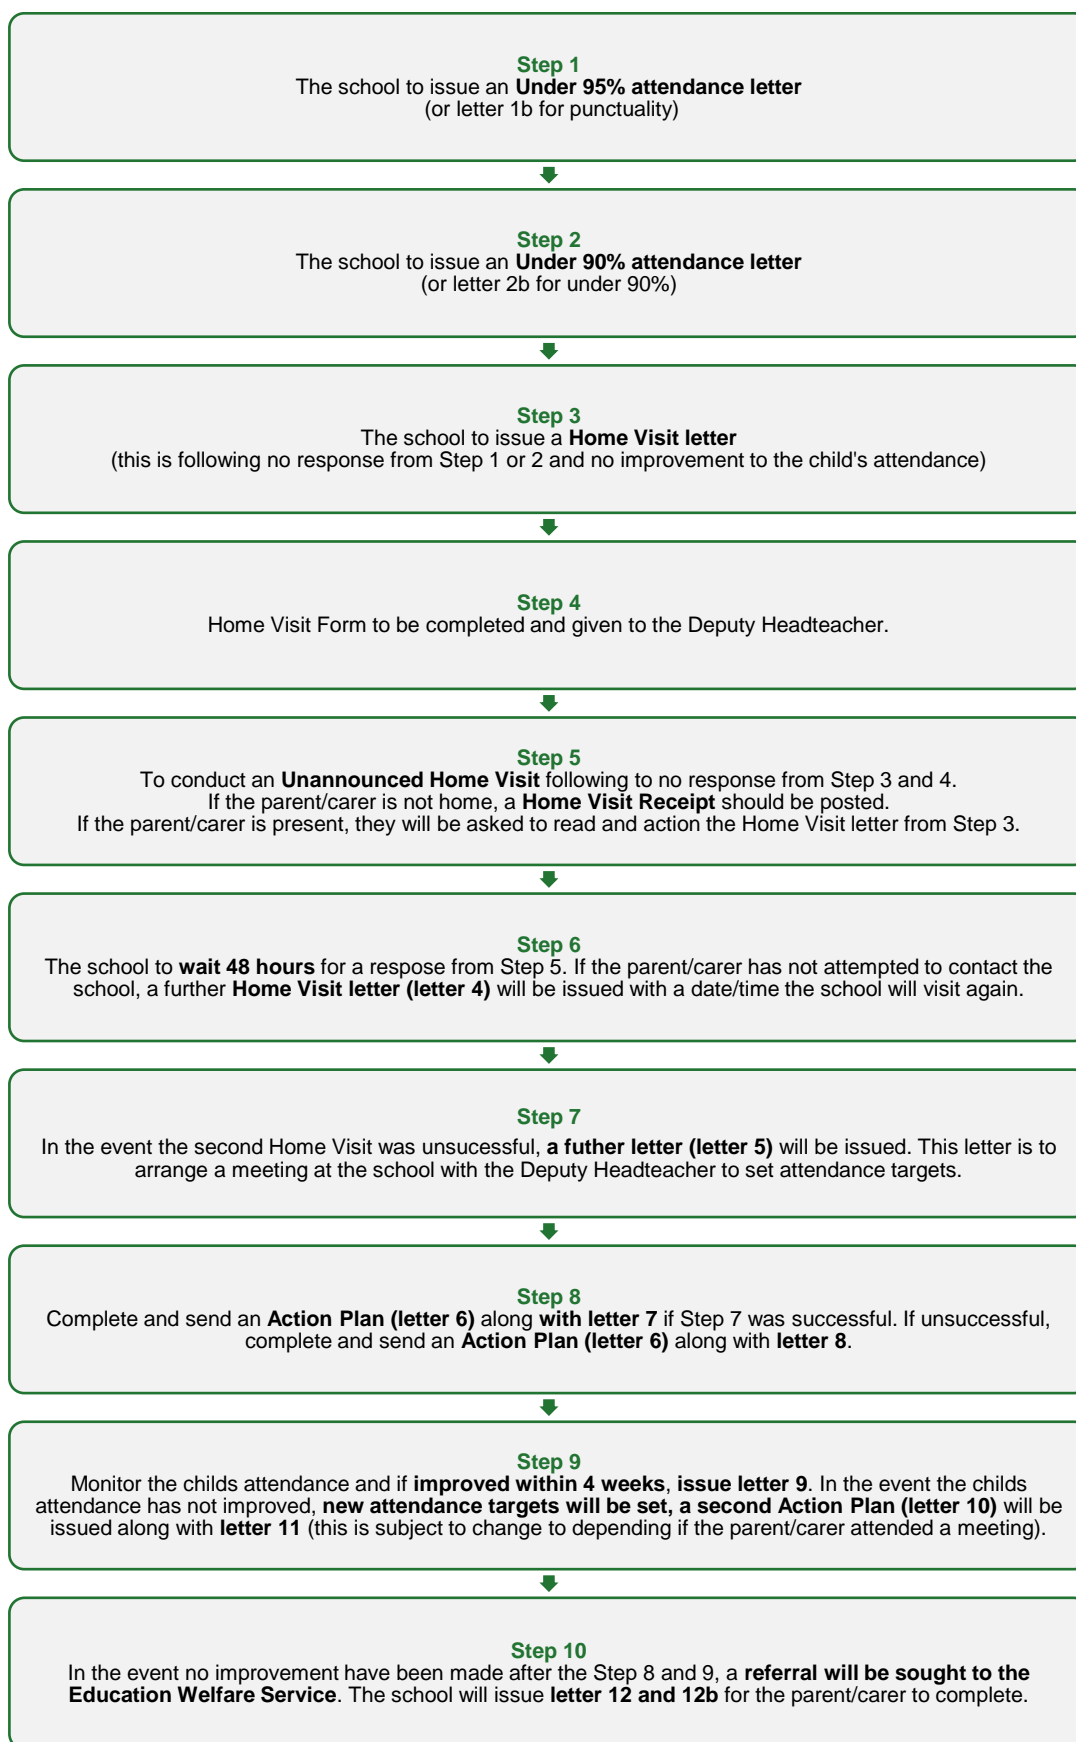 Step 1
The school to issue an Under 95% attendance letter
(or letter 1b for punctuality)
Step 2
The school to issue an Under 90% attendance letter
(or letter 2b for under 90%)
Step 3
The school to issue a Home Visit letter
(this is following no response from Step 1 or 2 and no improvement to the child's attendance)
Step 4
Home Visit Form to be completed and given to the Deputy Headteacher.
Step 5
To conduct an Unannounced Home Visit following to no response from Step 3 and 4.
If the parent/carer is not home, a Home Visit Receipt should be posted.
If the parent/carer is present, they will be asked to read and action the Home Visit letter from Step 3.
Step 6
The school to wait 48 hours for a respose from Step 5. If the parent/carer has not attempted to contact the
school, a further Home Visit letter (letter 4) will be issued with a date/time the school will visit again.
Step 7
In the event the second Home Visit was unsucessful, a futher letter (letter 5) will be issued. This letter is to
arrange a meeting at the school with the Deputy Headteacher to set attendance targets.
Step 8
Complete and send an Action Plan (letter 6) along with letter 7 if Step 7 was successful. If unsuccessful,
complete and send an Action Plan (letter 6) along with letter 8.
Step 9
Monitor the childs attendance and if improved within 4 weeks, issue letter 9. In the event the childs
attendance has not improved, new attendance targets will be set, a second Action Plan (letter 10) will be
issued along with letter 11 (this is subject to change to depending if the parent/carer attended a meeting).
Step 10
In the event no improvement have been made after the Step 8 and 9, a referral will be sought to the
Education Welfare Service. The school will issue letter 12 and 12b for the parent/carer to complete.